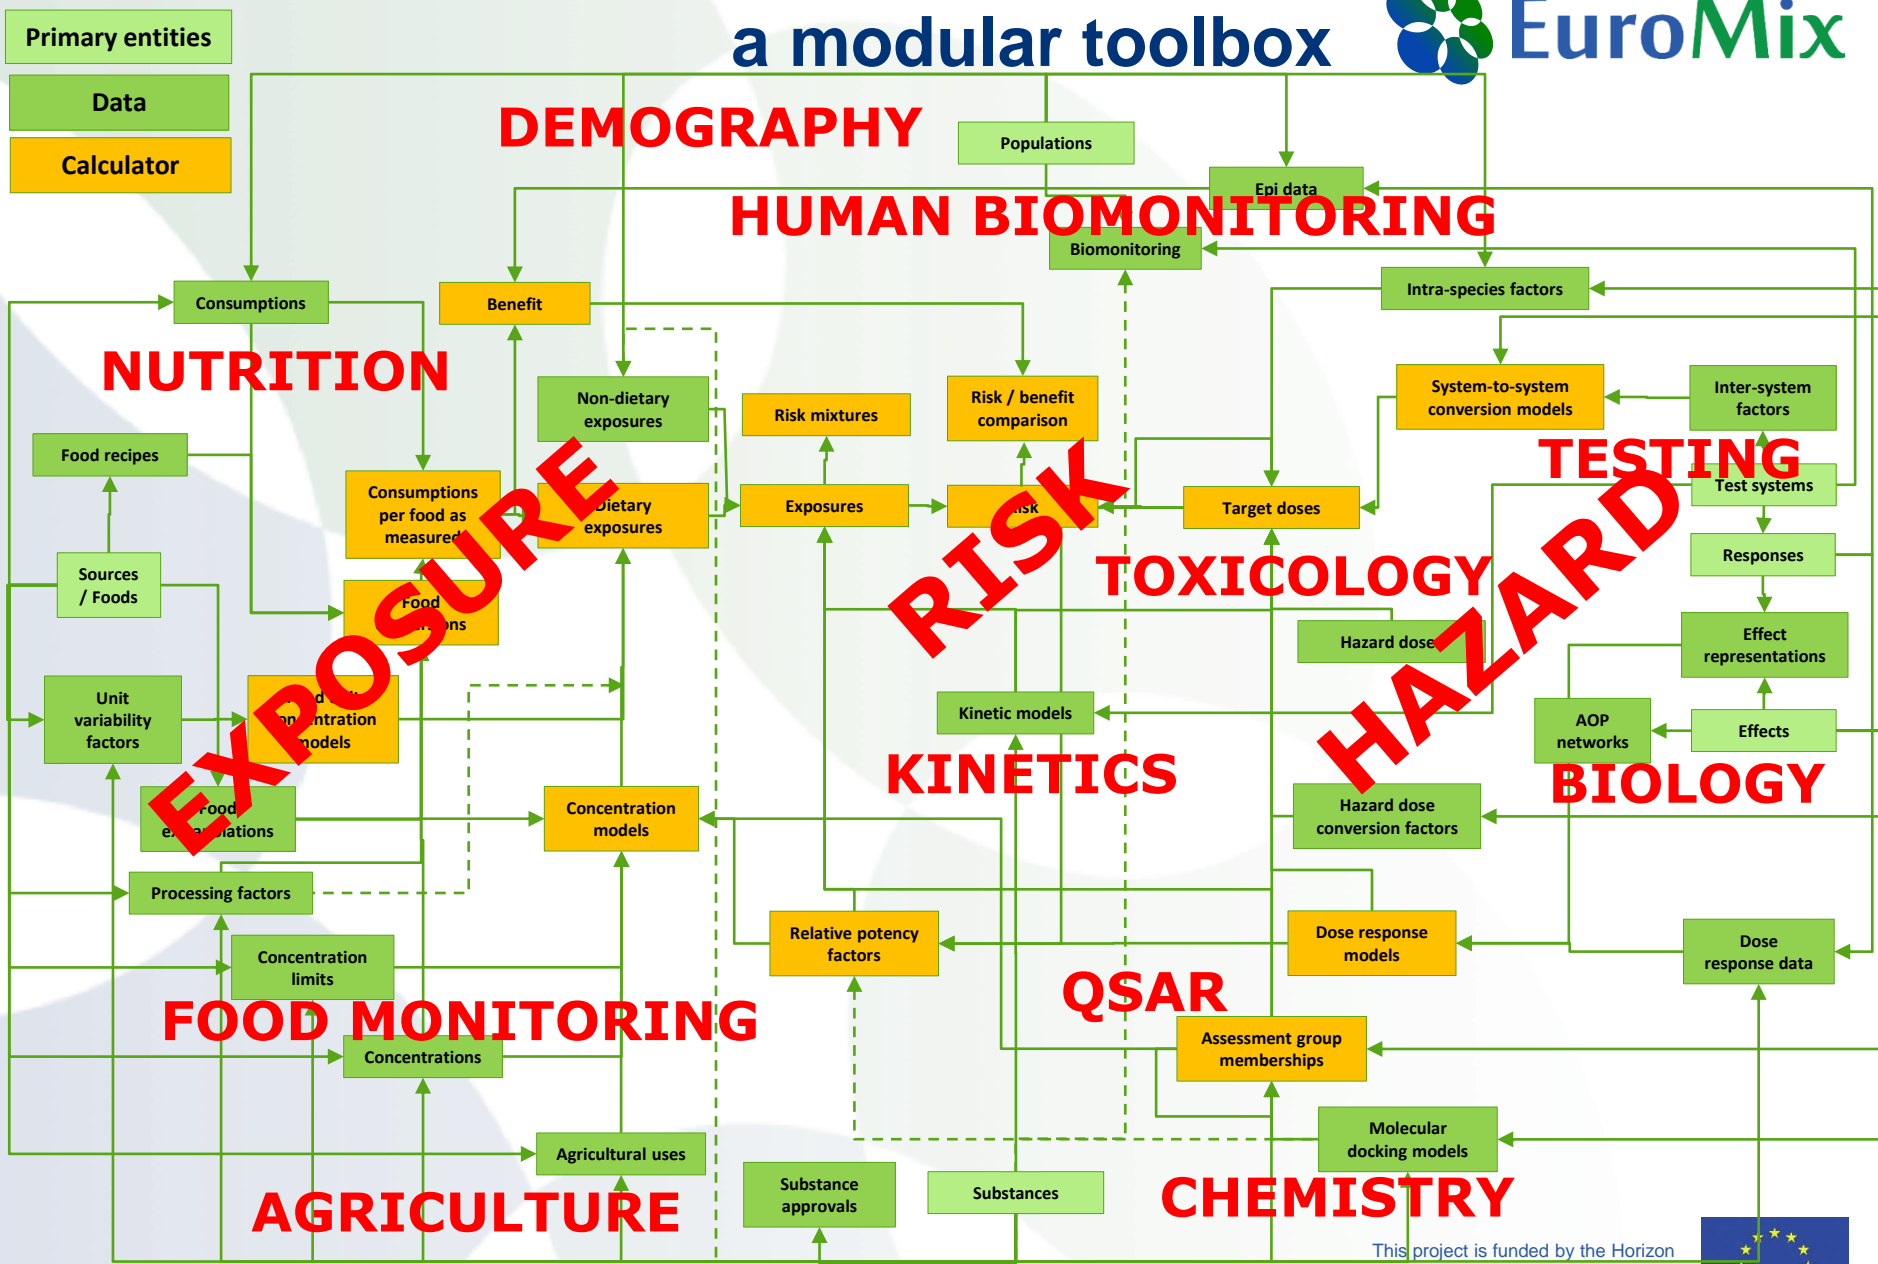 Primary entities
Data
Calculator
a modular toolbox
EuroMix
DEMOGRAPHY
Populations
Epi data
HUMAN BIOMONITORING
Biomonitoring
Consumptions
Benefit
Intra-species factors
NUTRITION
Non-dietary
exposures
Risk mixtures
Risk / benefit
comparison
System-to-system
conversion models
Inter-system
factors
Food recipes
TESTING
Consumptions
per food as
measured
Dietary
exposures
Exposures
Risk
Target doses
Test systems
EXPOSURE
RISK
HAZARD
TOXICOLOGY
Responses
Sources
/ Foods
Food
Hazard dose
Effect
representations
Unit
variability
factors
models
Kinetic models
AOP
networks
Effects
KINETICS
BIOLOGY
Food
Concentration
models
Hazard dose
conversion factors
Processing factors
Relative potency
factors
Dose response
models
Dose
response data
Concentration
limits
QSAR
FOOD MONITORING
Concentrations
Assessment group
memberships
Agricultural uses
Molecular
docking models
Substance
approvals
Substances
AGRICULTURE
CHEMISTRY
This project is funded by the Horizon